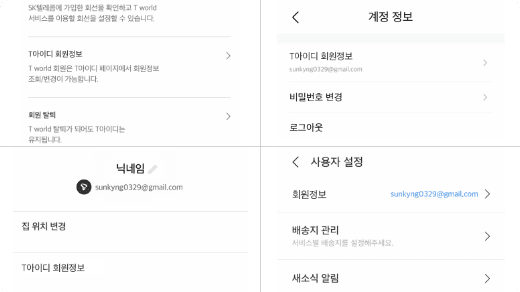 SK텔레콤에 가입한 회선을 확인하고 T world
서비스를 이용할 회선을 설정할 수 있습니다.
T아이디 회원정보
T world 회원은 T아이디 페이지에서 회원정보
조회/변경이 가능합니다.
회원 탈퇴
T world 탈퇴가 되어도 T아이디는
유지됩니다.
계정 정보
T아이디 회원정보
sunkyng0329@gmail.com
비밀번호 변경
로그아웃
닉네임
sunkyng0329@gmail.com
집 위치 변경
T아이디 회원정보
사용자 설정
회원정보
sunkyng0329@gmail.com
배송지 관리
서비스별 배송지를 설정해주세요.
새소식 알림